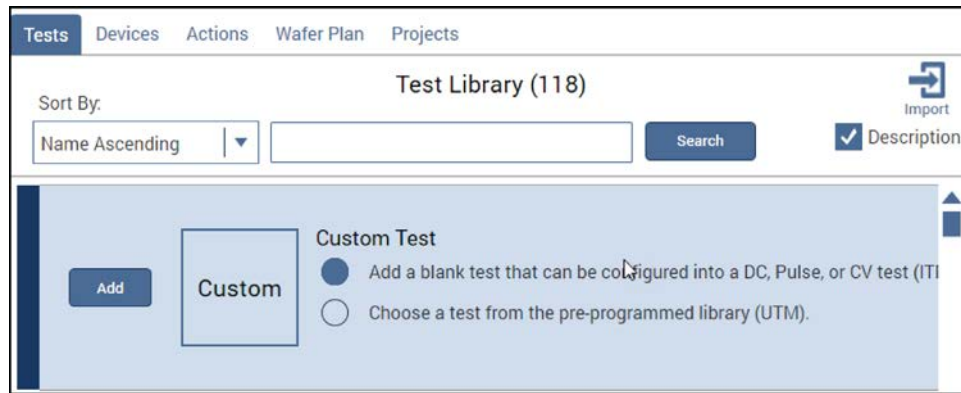 Tests Devices Actions Wafer Plan Projects
Test Library (118)
Import
Sort By:
Name Ascending
Search
Description
Custom Test
Add
Custom
Add a blank test that can be configured into a DC, Pulse, or CV test
Choose a test from the pre-programmed library (UTM).